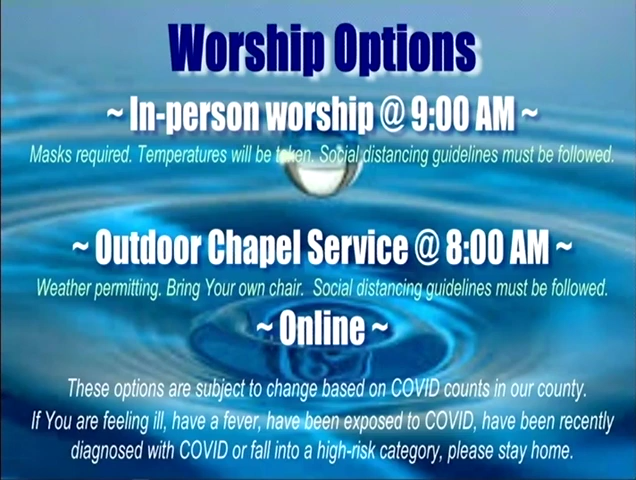 Worship Options
~ In-person worship @ 9:00 AM ~
Masks required. Temperatures will be taken. Social distancing guidelines must be followed.
~ Outdoor Chapel Service @ 8:00 AM ~
Weather permitting. Bring Your own chair.  Social distancing guidelines must be followed.
~ Online ~
These options are subject to change based on COVID counts in our county.
If You are feeling ill, have a fever, have been exposed to COVID, have been recently
diagnosed with COVID or fall into a high-risk category, please stay home.